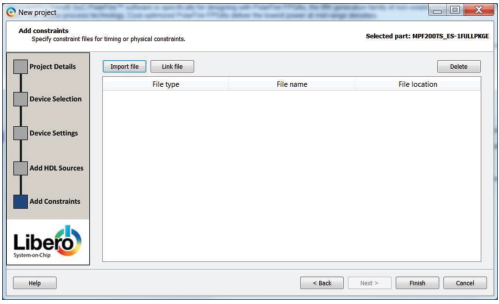 New project
Add constraints
Specify constraint files for timing or physical constraints.
Selected part: MPF200TS_ES-1FULLPKGE
Project Details
Import file
Link file
Delete
File type
File name
File location
Device Selection
Device Settings
Add HDL Sources
Add Constraints
Libero
System-on-Chip
Help
< Back
Next >
Finish
Cancel